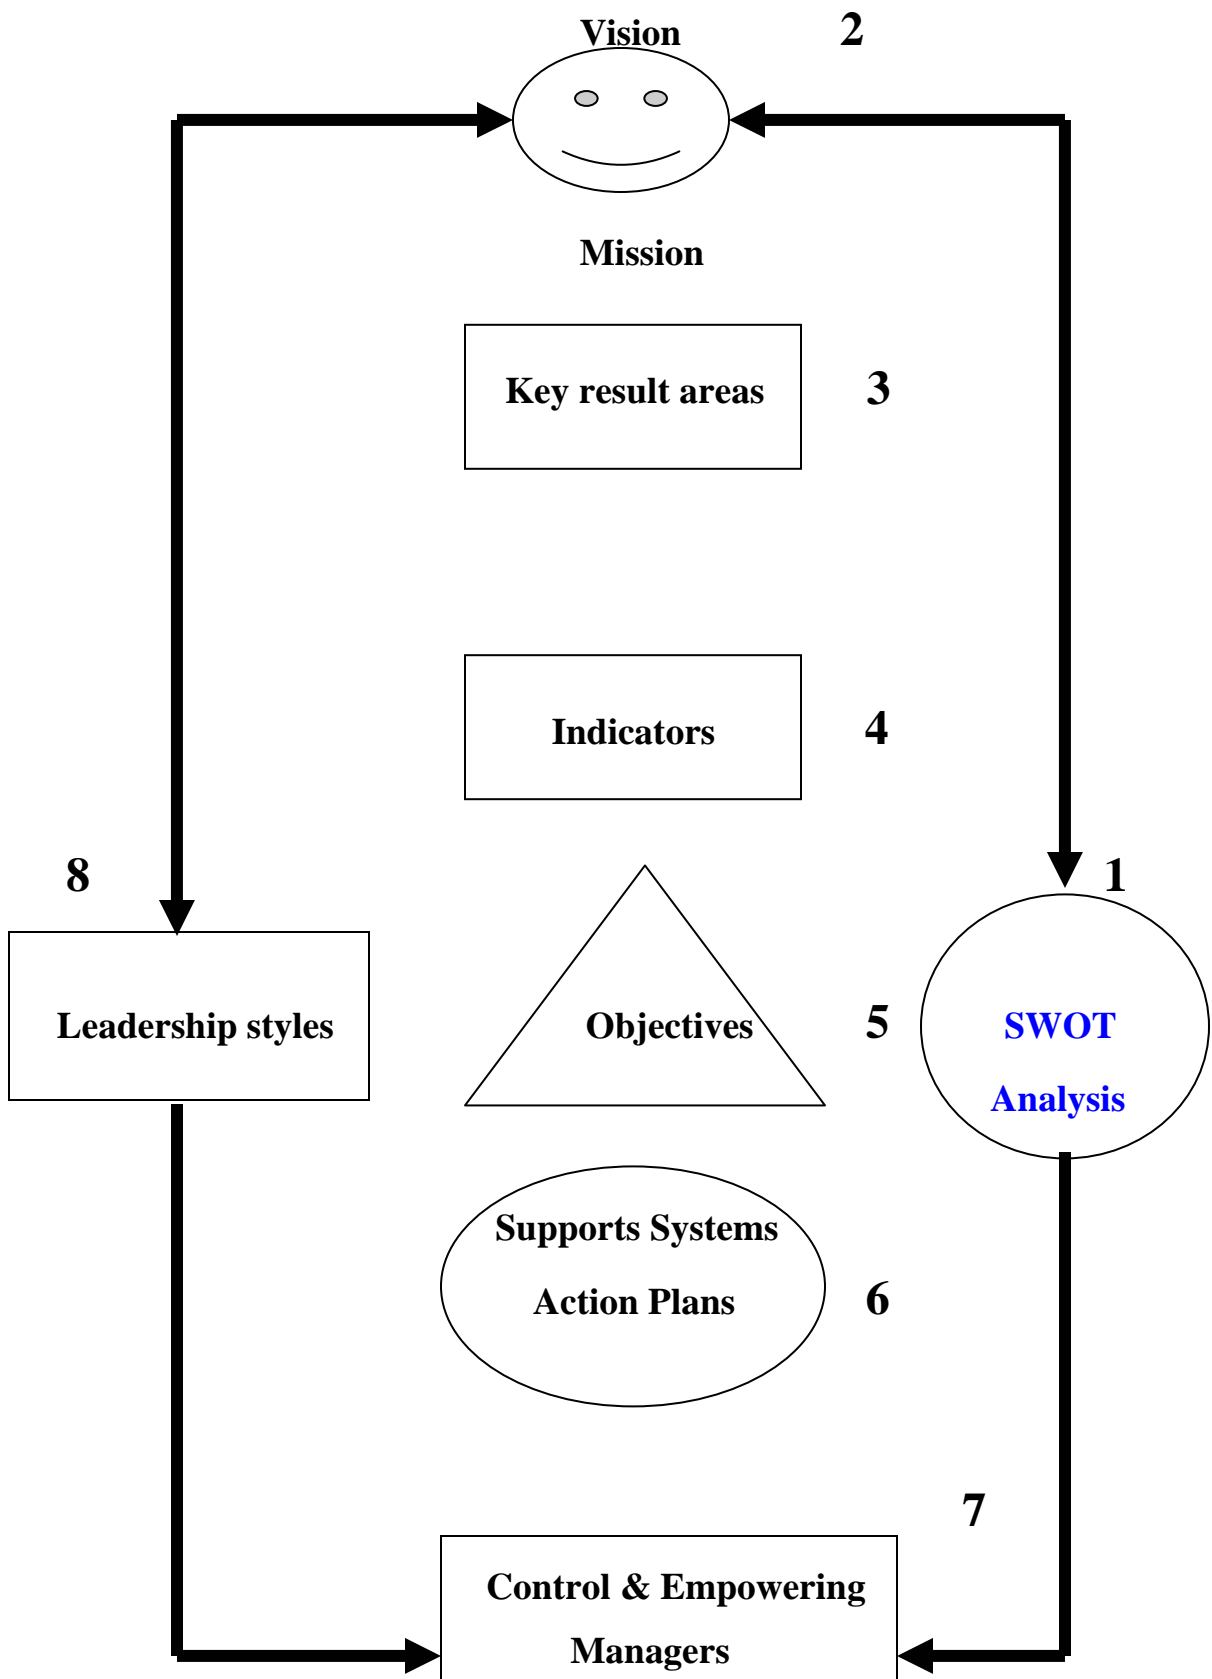 Vision 2
Mission
Key result areas 3
Indicators 4
8 1
Leadership styles Objectives 5 SWOT
Analysis
Supports Systems
Action Plans 6
7
Control & Empowering
Managers